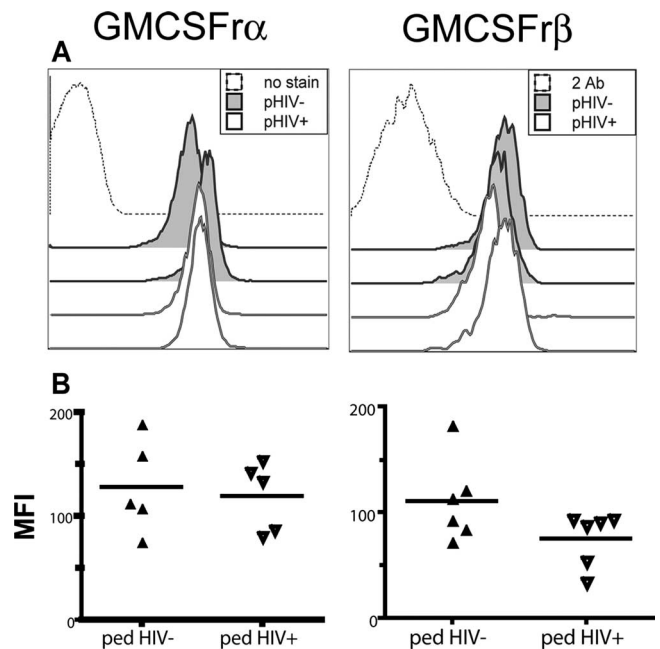 GMCSFrα
GMCSFrβ
A
no stain
pHIV-
pHIV+
2 Ab
pHIV-
pHIV+
B
MFI
200
100
0
ped HIV-
ped HIV+
200
100
0
ped HIV-
ped HIV+